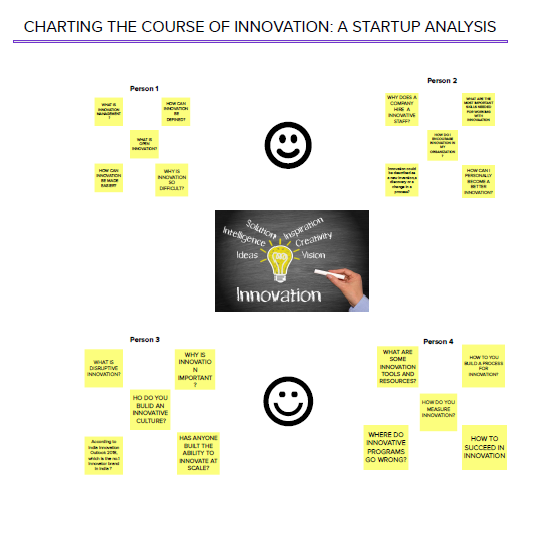 CHARTING THE COURSE OF INNOVATION: A STARTUP ANALYSIS
Person 1
WHAT IS
INNOVATION
MANAGEMENT
?
HOW CAN
INNOVATION
BE
DEFINED?
WHAT IS
OPEN
INNOVATION?
HOW CAN
INNOVATION
BE MADE
EASIER?
WHY IS
INNOVATION
SO
DIFFICULT?
Person 2
WHY DOES A
COMPANY
HIRE A
INNOVATIVE
STAFF?
WHAT ARE THE
MOST IMPORTANT
SKILLS NEEDED
FOR WORKING
WITH
INNOVATION
HOW DO I
RECOGNISE
INNOVATION IN
MY
ORGANIZATION
?
Innovation could
be described as
a new invention, a
discovery or a
change in a
process?
HOW CAN I
PERSONALLY
BECOME A
BETTER
INNOVATION?
Solution
Inspiration
Intelligence
Creativity
Ideas
Vision
Innovation
Person 3
WHAT IS
DISRUPTIVE
INNOVATION?
WHY IS
INNOVATIO
N
IMPORTANT
?
HO DO YOU
BULID AN
INNOVATIVE
CULTURE?
According to
India Innovation
Outlook 2018,
which is the no.1
innovator brand
in India ?
HAS ANYONE
BUILT THE
ABILITY TO
INNOVATE AT
SCALE?
Person 4
WHAT ARE
SOME
INNOVATION
TOOLS AND
RESOURCES?
HOW TO YOU
BUILD A PROCESS
FOR
INNOVATION?
HOW DO YOU
MEASURE
INNOVATION?
WHERE DO
INNOVATIVE
PROGRAMS
GO WRONG?
HOW TO
SUCCEED IN
INNOVATION